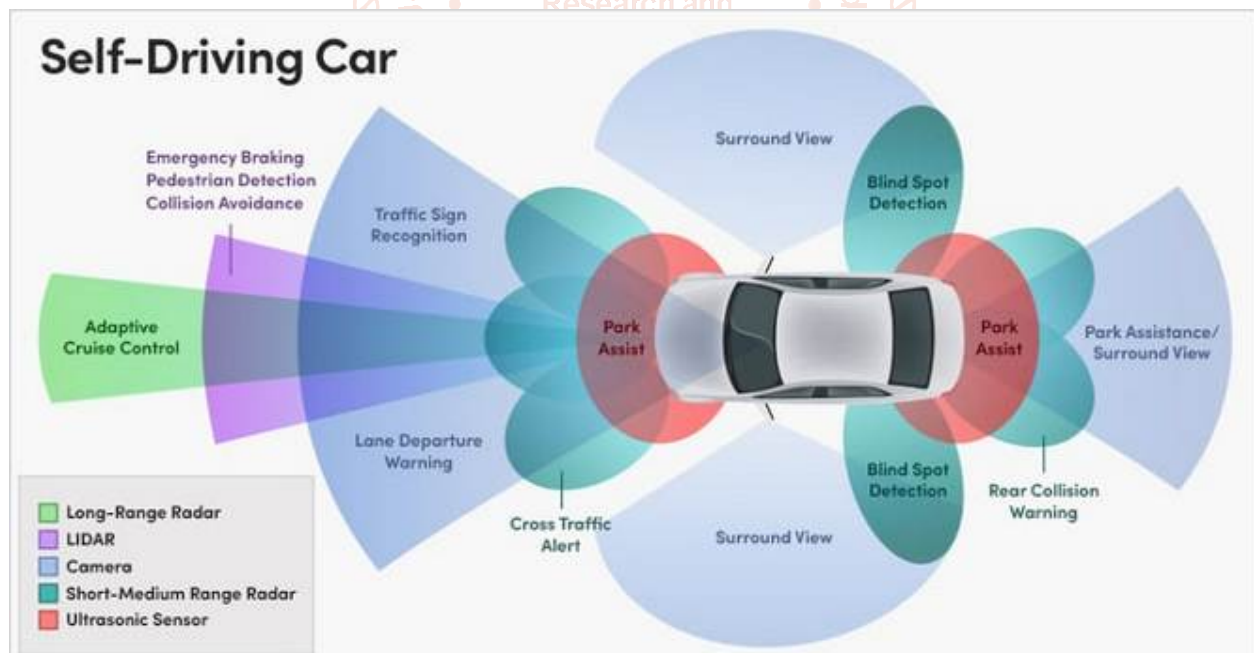 Research and
Self-Driving Car
Emergency Braking
Pedestrian Detection
Collision Avoidance
Traffic Sign
Recognition
Surround View
Blind Spot
Detection
Adaptive
Cruise Control
Park
Assist
Park
Assist
Park Assistance/
Surround View
Lane Departure
Warning
Cross Traffic
Alert
Surround View
Blind Spot
Detection
Rear Collision
Warning
Long-Range Radar
LIDAR
Camera
Short-Medium Range Radar
Ultrasonic Sensor